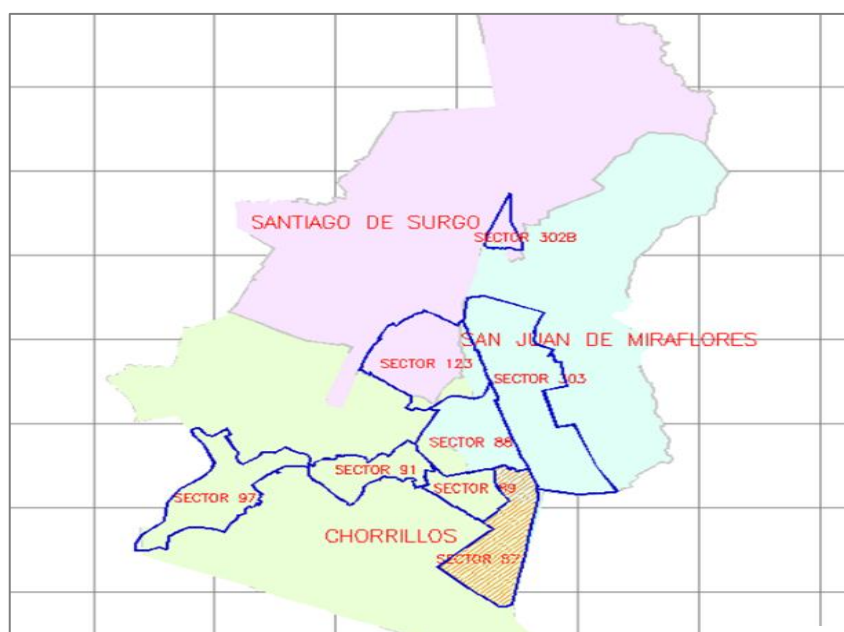 SANTIAGO DE SURGO
SECTOR 302B
SAN JUAN DE MIRAFLORES
SECTOR 123
SECTOR 303
SECTOR 88
SECTOR 91
SECTOR 89
SECTOR 97
CHORRILLOS
SECTOR 87